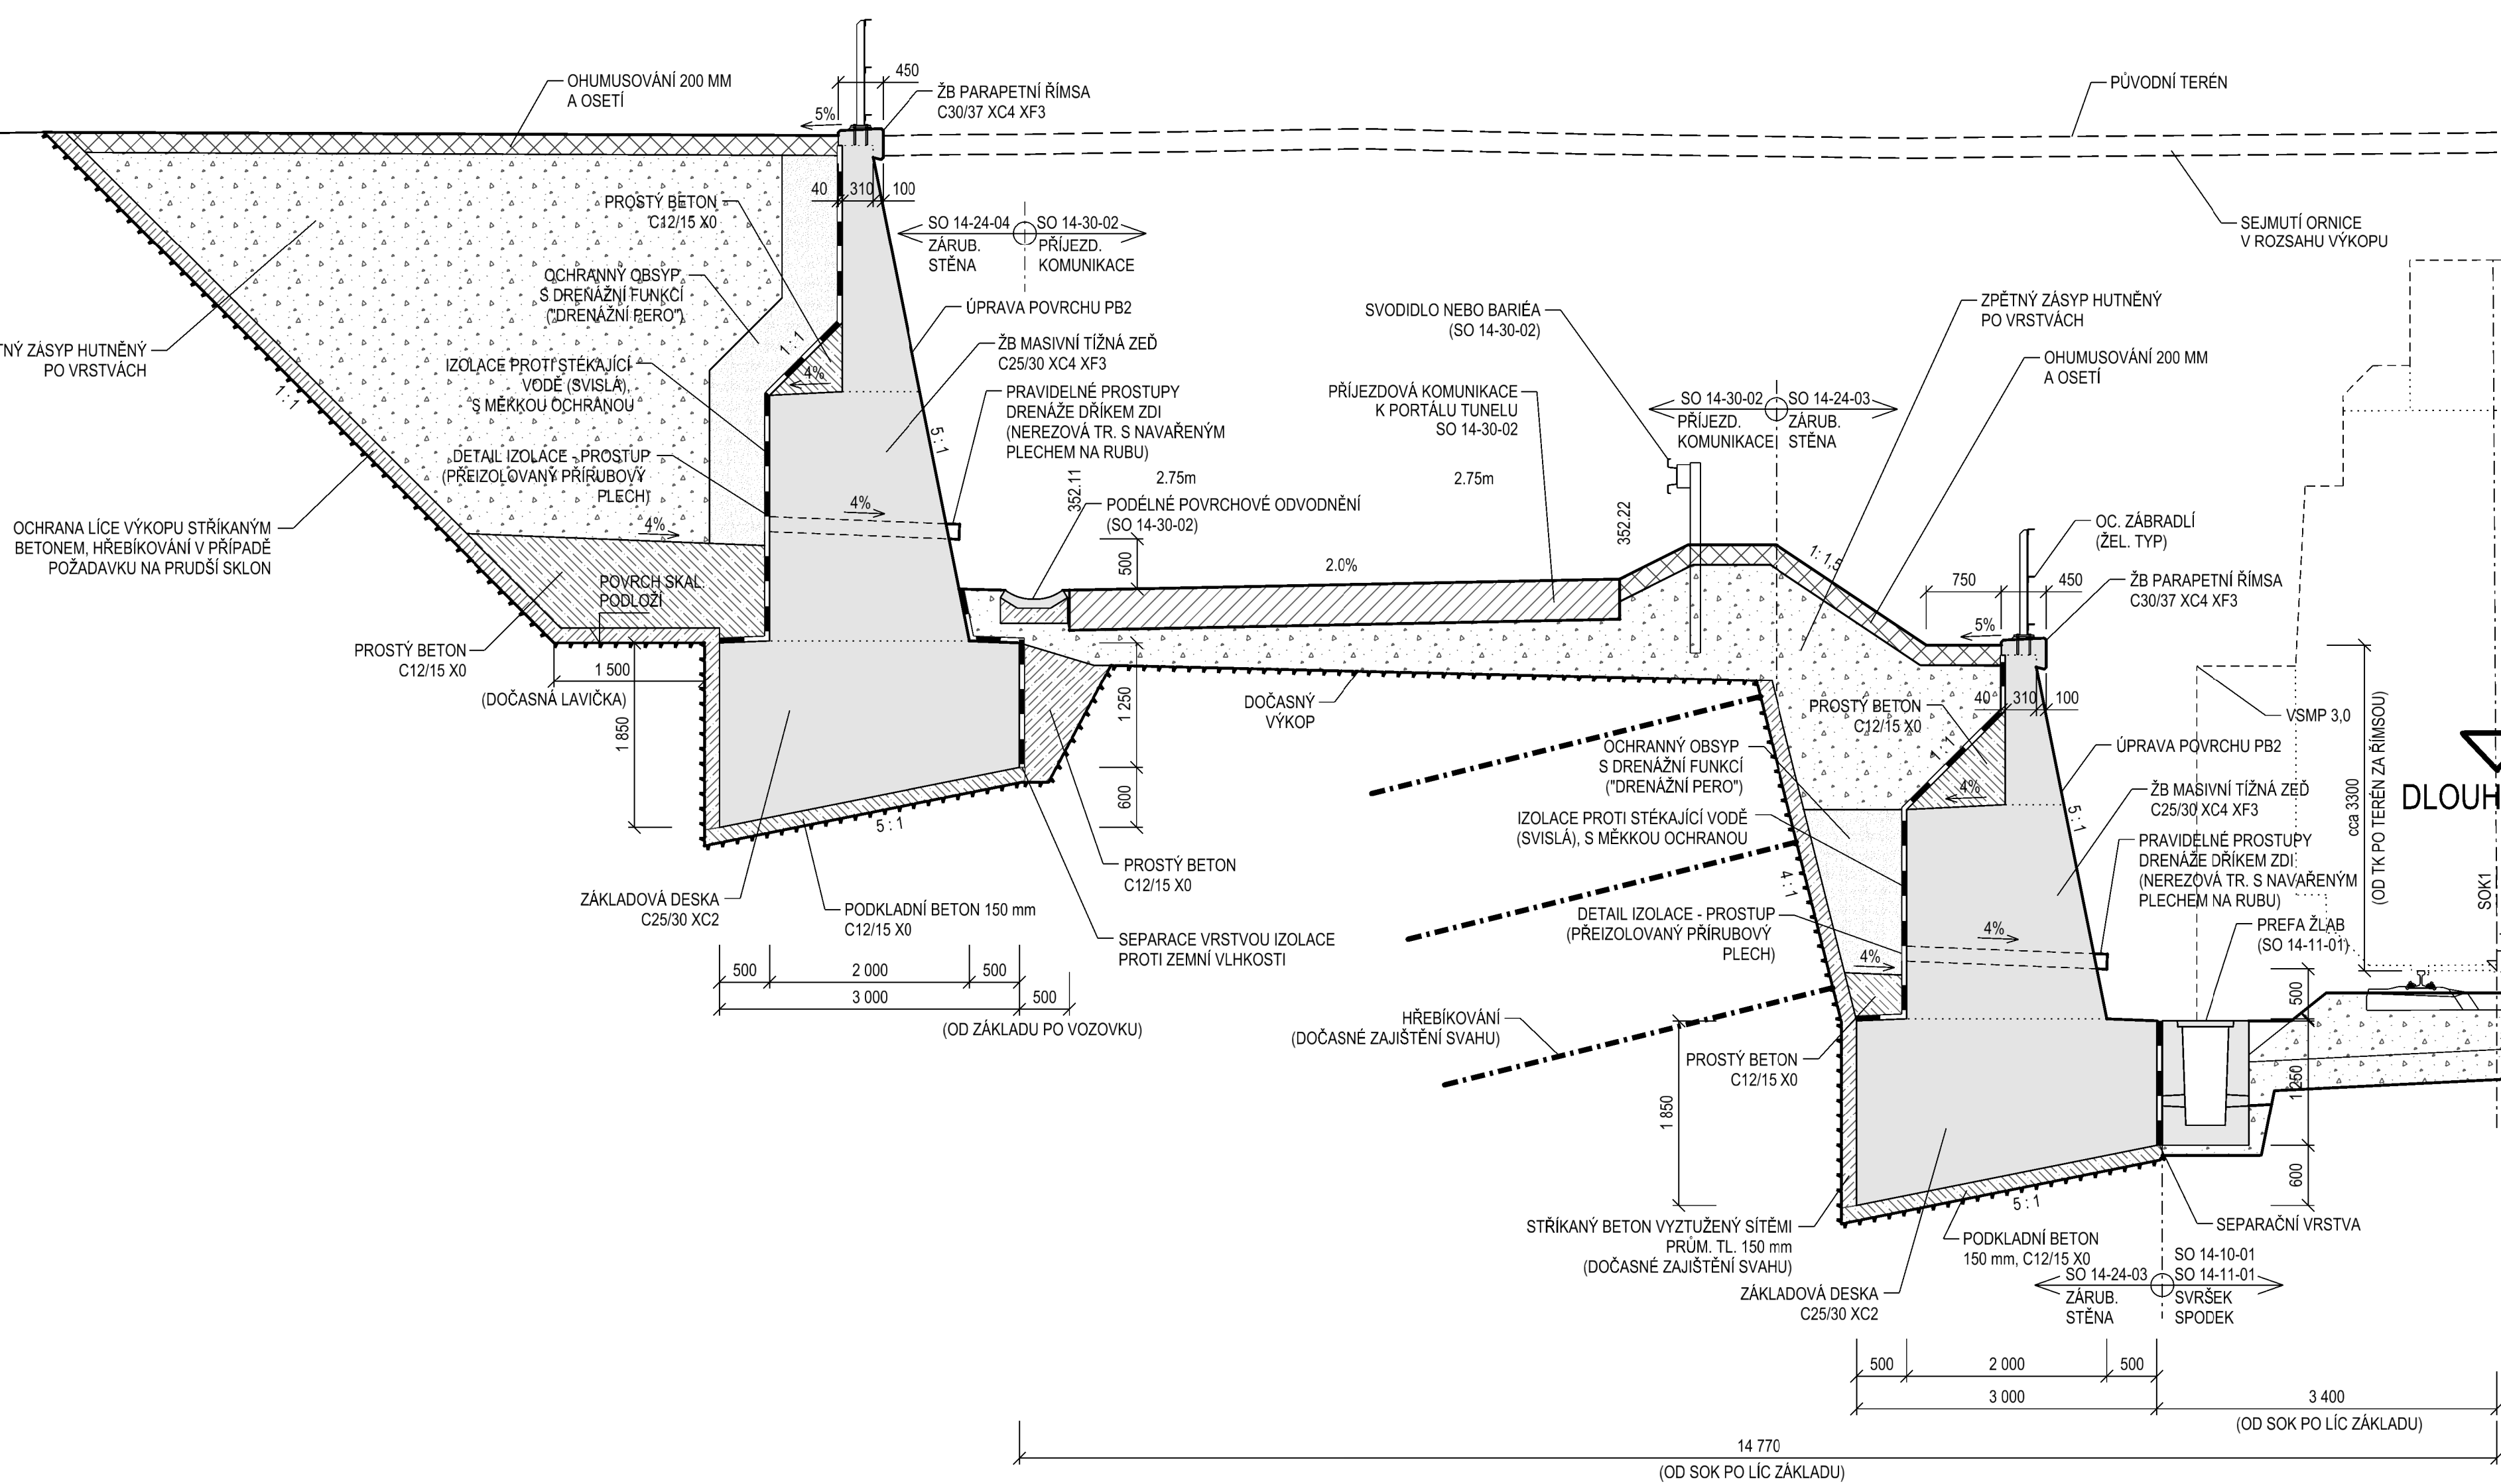 OHUMUSOVÁNÍ 200 MM
A OSETÍ
450
5%
ŽB PARAPETNÍ ŘÍMSA
C30/37 XC4 XF3
PŮVODNÍ TERÉN
40
310
100
PROSTÝ BETON
C12/15 X0
SO 14-24-04
ZÁRUB.
STĚNA
SO 14-30-02
PŘÍJEZD.
KOMUNIKACE
SEJMUTÍ ORNICE
V ROZSAHU VÝKOPU
OCHRANNÝ OBSYP
S DRENÁŽNÍ FUNKCÍ
("DRENÁŽNÍ PERO")
1:1
4%
ÚPRAVA POVRCHU PB2
SVODIDLO NEBO BARIÉA
(SO 14-30-02)
ZPĚTNÝ ZÁSYP HUTNĚNÝ
PO VRSTVÁCH
TNÝ ZÁSYP HUTNĚNÝ
PO VRSTVÁCH
1:1
IZOLACE PROTI STÉKAJÍCÍ
VODĚ (SVISLÁ),
S MĚKKOU OCHRANOU
ŽB MASIVNÍ TÍŽNÁ ZEĎ
C25/30 XC4 XF3
OHUMUSOVÁNÍ 200 MM
A OSETÍ
PRAVIDELNÉ PROSTUPY
DRENÁŽE DŘÍKEM ZDI
(NEREZOVÁ TR. S NAVAŘENÝM
PLECHEM NA RUBU)
5:1
PŘÍJEZDOVÁ KOMUNIKACE
K PORTÁLU TUNELU
SO 14-30-02
SO 14-30-02
PŘÍJEZD.
KOMUNIKACE
SO 14-24-03
ZÁRUB.
STĚNA
DETAIL IZOLACE - PROSTUP
(PŘEIZOLOVANÝ PŘÍRUBOVÝ
PLECH)
352.11
2.75m
2.75m
352.22
4%
4%
PODÉLNÉ POVRCHOVÉ ODVODNĚNÍ
(SO 14-30-02)
OCHRANA LÍCE VÝKOPU STŘÍKANÝM
BETONEM, HŘEBÍKOVÁNÍ V PŘÍPADĚ
POŽADAVKU NA PRUDŠÍ SKLON
500
2.0%
1:1,5
OC. ZÁBRADLÍ
(ŽEL. TYP)
POVRCH SKAL.
PODLOŽÍ
750
450
5%
ŽB PARAPETNÍ ŘÍMSA
C30/37 XC4 XF3
PROSTÝ BETON
C12/15 X0
1 500
(DOČASNÁ LAVIČKA)
1 850
1 250
600
5:1
DOČASNÝ
VÝKOP
PROSTÝ BETON
C12/15 X0
40
310
100
VSMP 3,0
cca 3300
(OD TK PO TERÉN ZA ŘÍMSOU)
DLOUH
SOK1
OCHRANNÝ OBSYP
S DRENÁŽNÍ FUNKCÍ
("DRENÁŽNÍ PERO")
1:1
4%
5:1
ÚPRAVA POVRCHU PB2
ŽB MASIVNÍ TÍŽNÁ ZEĎ
C25/30 XC4 XF3
IZOLACE PROTI STÉKAJÍCÍ VODĚ
(SVISLÁ), S MĚKKOU OCHRANOU
PRAVIDELNÉ PROSTUPY
DRENÁŽE DŘÍKEM ZDI
(NEREZOVÁ TR. S NAVAŘENÝM
PLECHEM NA RUBU)
4:1
PROSTÝ BETON
C12/15 X0
ZÁKLADOVÁ DESKA
C25/30 XC2
PODKLADNÍ BETON 150 mm
C12/15 X0
SEPARACE VRSTVOU IZOLACE
PROTI ZEMNÍ VLHKOSTI
DETAIL IZOLACE - PROSTUP
(PŘEIZOLOVANÝ PŘÍRUBOVÝ
PLECH)
4%
4%
PREFA ŽLAB
(SO 14-11-01)
500
2 000
500
3 000
500
(OD ZÁKLADU PO VOZOVKU)
HŘEBÍKOVÁNÍ
(DOČASNÉ ZAJIŠTĚNÍ SVAHU)
PROSTÝ BETON
C12/15 X0
500
1250
600
1 850
5:1
STŘÍKANÝ BETON VYZTUŽENÝ SÍTĚMI
PRŮM. TL. 150 mm
(DOČASNÉ ZAJIŠTĚNÍ SVAHU)
SEPARAČNÍ VRSTVA
PODKLADNÍ BETON
150 mm, C12/15 X0
ZÁKLADOVÁ DESKA
C25/30 XC2
SO 14-24-03
ZÁRUB.
STĚNA
SO 14-10-01
SO 14-11-01
SVRŠEK
SPODEK
500
2 000
500
3 000
3 400
(OD SOK PO LÍC ZÁKLADU)
14 770
(OD SOK PO LÍC ZÁKLADU)